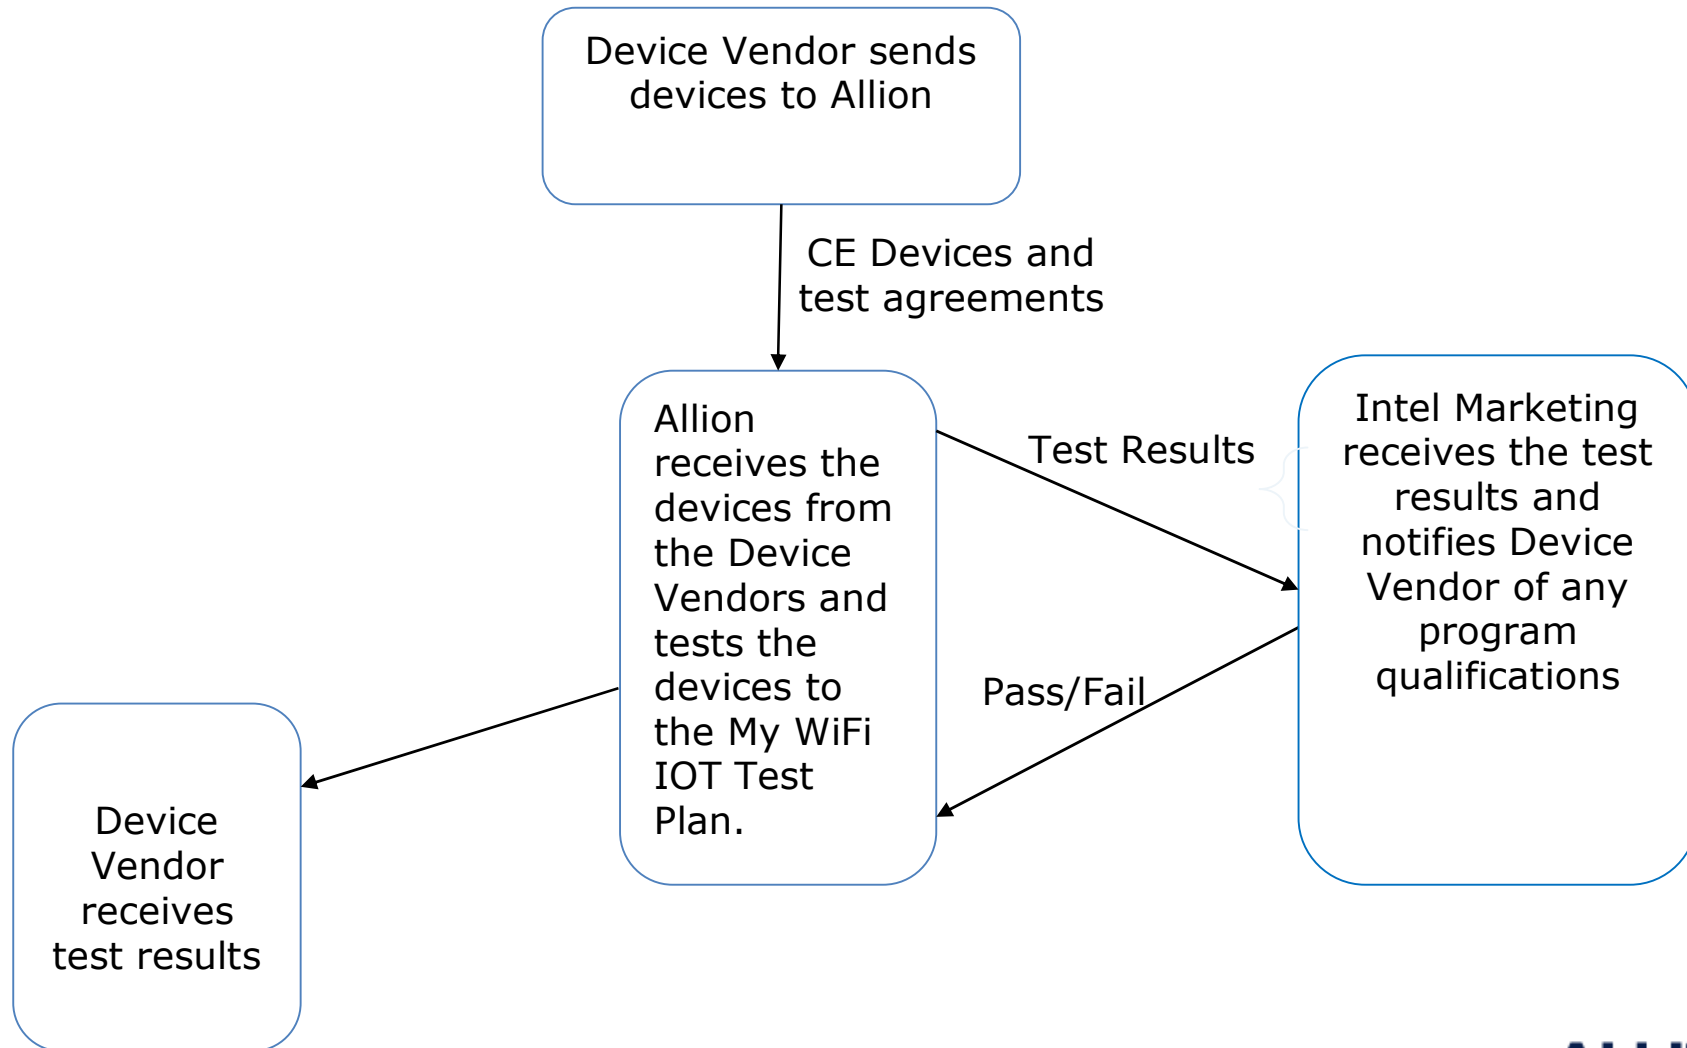 Device Vendor sends
devices to Allion
CE Devices and
test agreements
Allion
receives the
devices from
the Device
Vendors and
tests the
devices to
the My WiFi
IOT Test
Plan.
Test Results
Intel Marketing
receives the test
results and
notifies Device
Vendor of any
program
qualifications
Pass/Fail
Device
Vendor
receives
test results